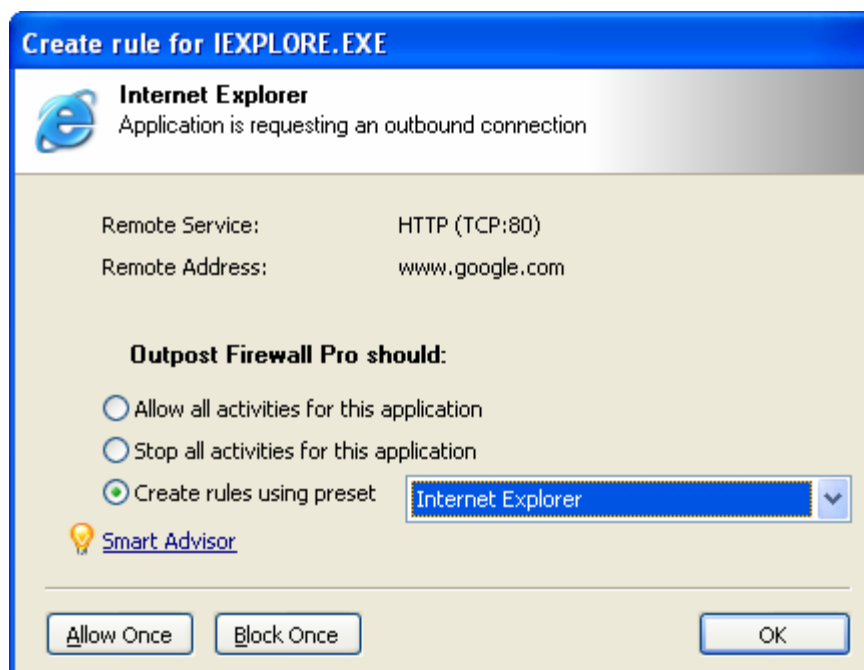 Create rule for IEXPLORE.EXE
Internet Explorer
Application is requesting an outbound connection
Remote Service: HTTP (TCP:80)
Remote Address: www.google.com
Outpost Firewall Pro should:
Allow all activities for this application
Stop all activities for this application
Create rules using preset Internet Explorer
Smart Advisor
Allow Once Block Once OK